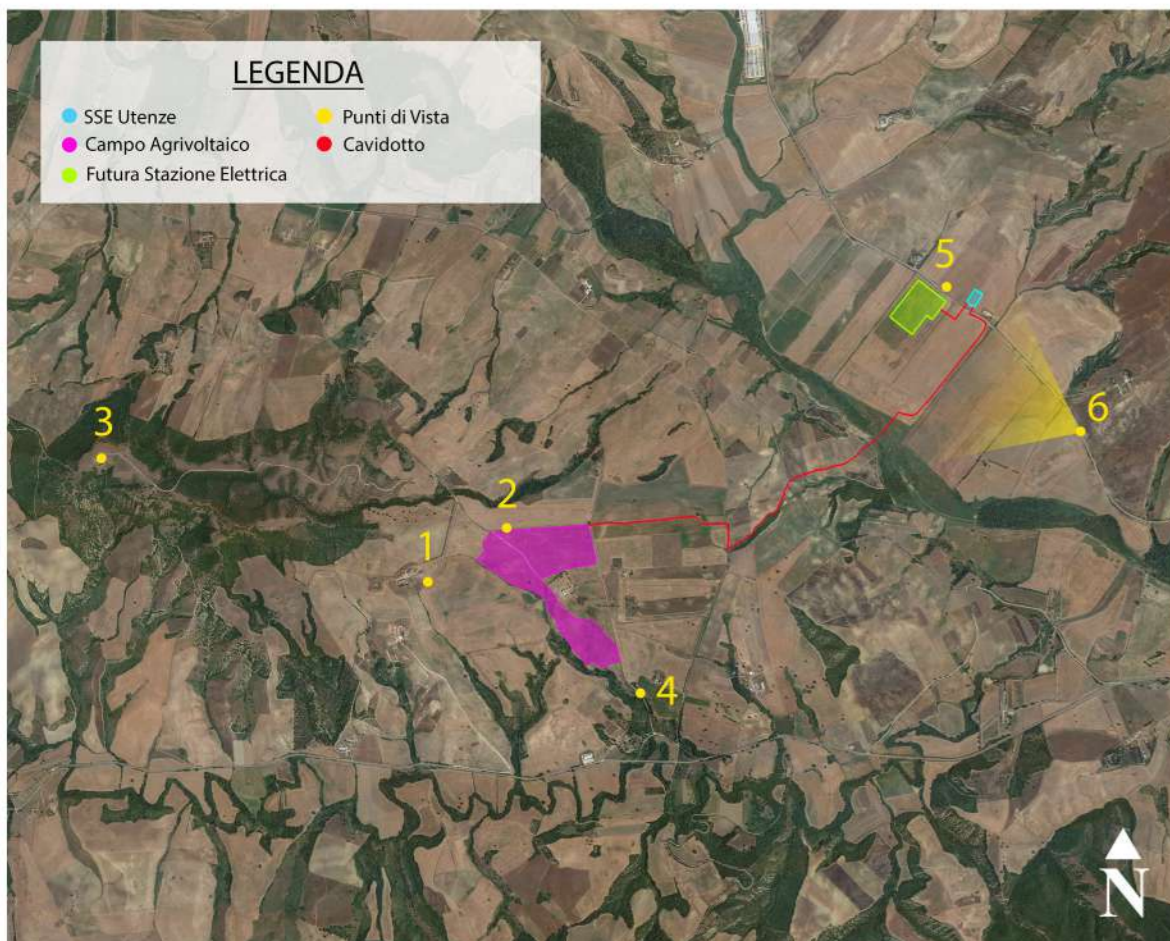 LEGENDA
SSE Utenze
Punti di Vista
Campo Agrivoltaico
Cavidotto
Futura Stazione Elettrica
5
6
3
2
1
4
N